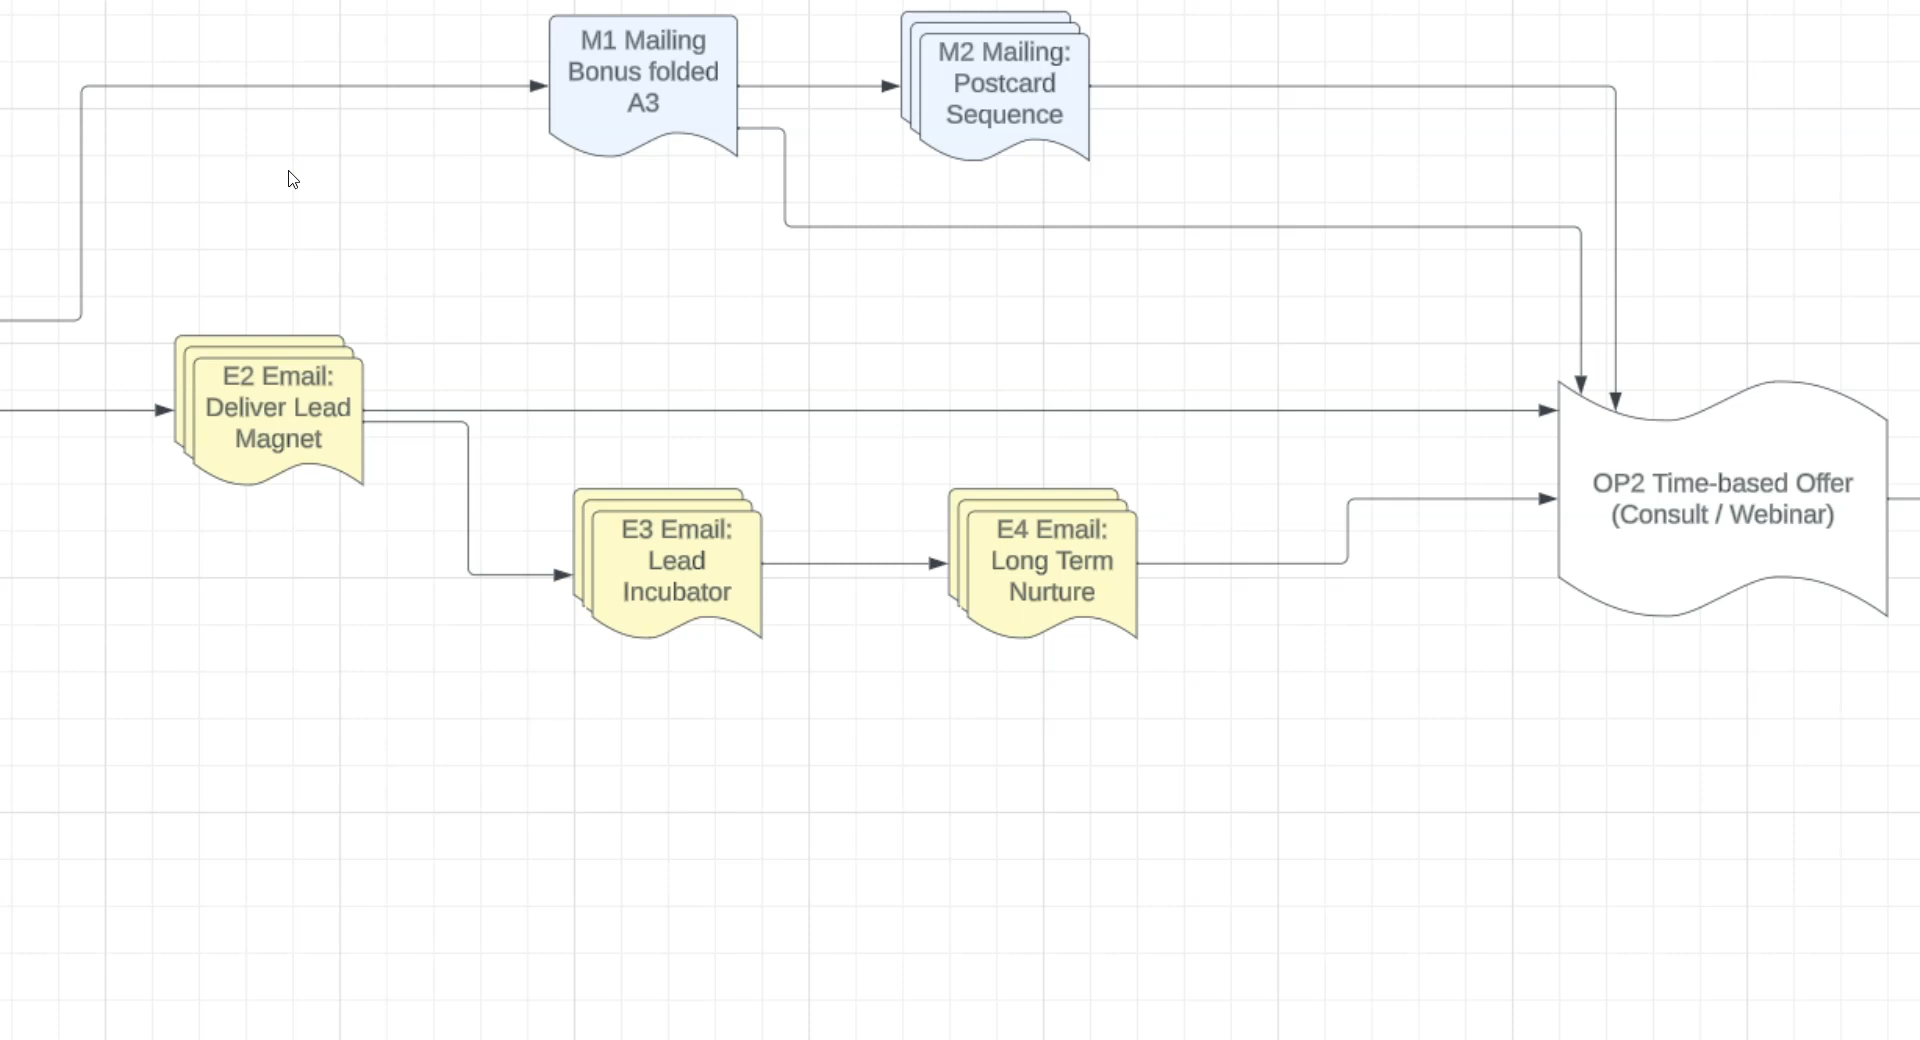 M1 Mailing
Bonus folded
A3
M2 Mailing:
Postcard
Sequence
E2 Email:
Deliver Lead
Magnet
E3 Email:
Lead
Incubator
E4 Email:
Long Term
Nurture
OP2 Time-based Offer
(Consult / Webinar)